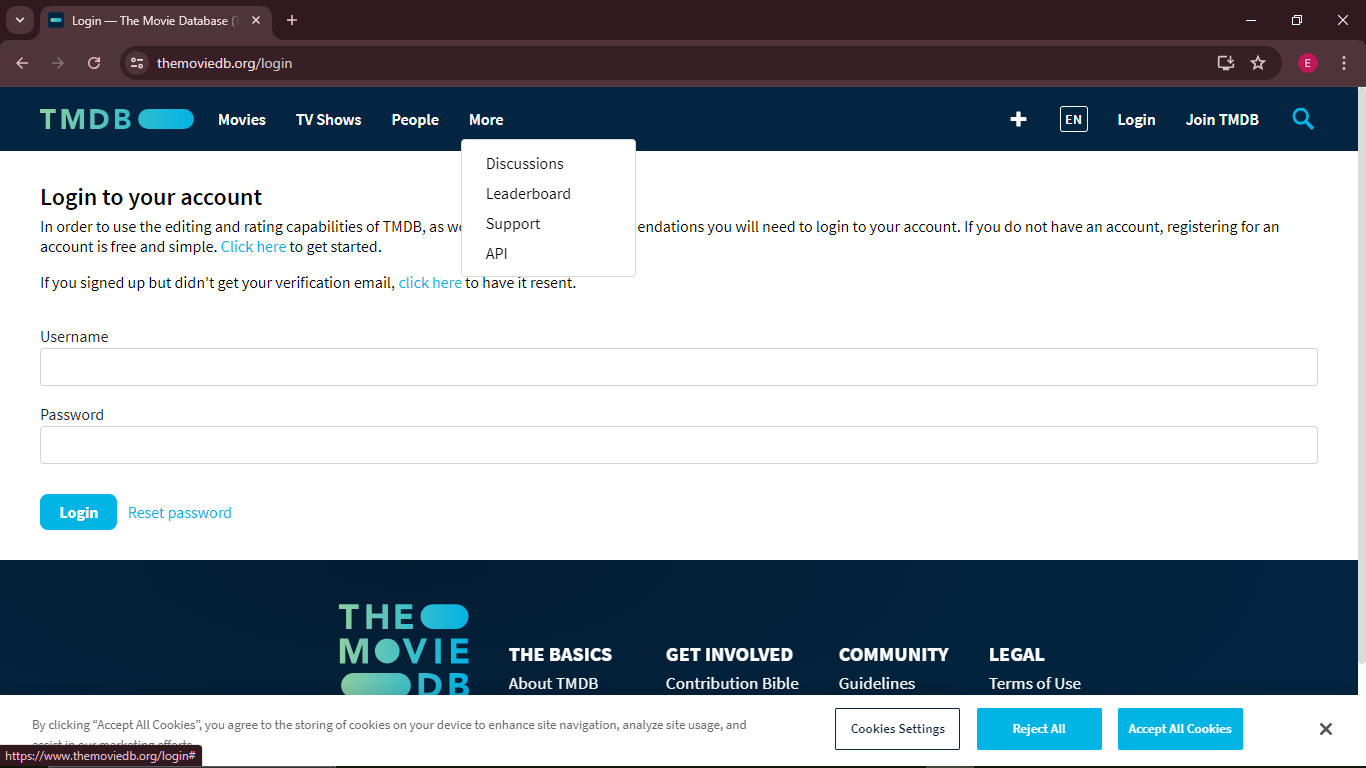 Login — The Movie Database (T
themoviedb.org/login
E
TMDB
Movies
TV Shows
People
More
EN
Login
Join TMDB
Discussions
Leaderboard
Support
API
Login to your account
In order to use the editing and rating capabilities of TMDB, as we endations you will need to login to your account. If you do not have an account, registering for an
account is free and simple. Click here to get started.
If you signed up but didn't get your verification email, click here to have it resent.
Username
Password
Login
Reset password
THE
MOVIE
DB
THE BASICS
GET INVOLVED
COMMUNITY
LEGAL
About TMDB
Contribution Bible
Guidelines
Terms of Use
By clicking “Accept All Cookies”, you agree to the storing of cookies on your device to enhance site navigation, analyze site usage, and
assist in our marketing efforts.
Cookies Settings
Reject All
Accept All Cookies
https://www.themoviedb.org/login#